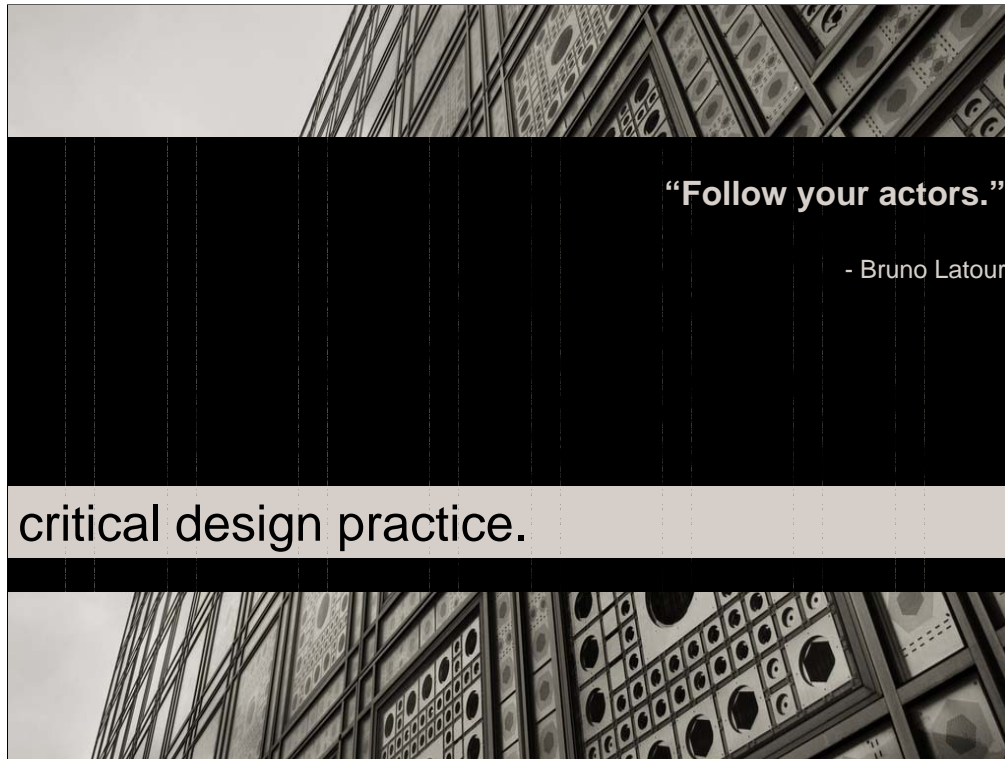 “Follow your actors.”
- Bruno Latour
critical design practice.